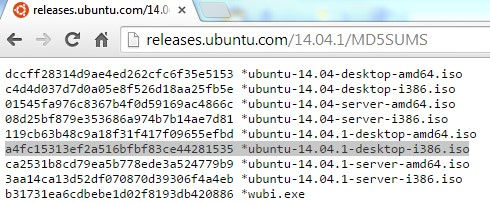 releases.ubuntu.com/14.0
releases.ubuntu.com/14.04.1/MD5SUMS
dccff28314d9ae4ed262cfc6f35e5153 *ubuntu-14.04-desktop-amd64.iso
c4d4d037d7d0a05e8f526d18aa25fb5e *ubuntu-14.04-desktop-i386.iso
01545fa976c8367b4f0d59169ac4866c *ubuntu-14.04-server-amd64.iso
08d25bf879e353686a974b7b14ae7d81 *ubuntu-14.04-server-i386.iso
119cb63b48c9a18f31f417f09655efbd *ubuntu-14.04.1-desktop-amd64.iso
a4fc15313ef2a516bfbf83ce44281535 *ubuntu-14.04.1-desktop-i386.iso
ca2531b8cd79ea5b778ede3a524779b9 *ubuntu-14.04.1-server-amd64.iso
3aa14ca13d52df070870d39306f4a4eb *ubuntu-14.04.1-server-i386.iso
b31731ea6cdbebe1d02f8193db420886 *wubi.exe